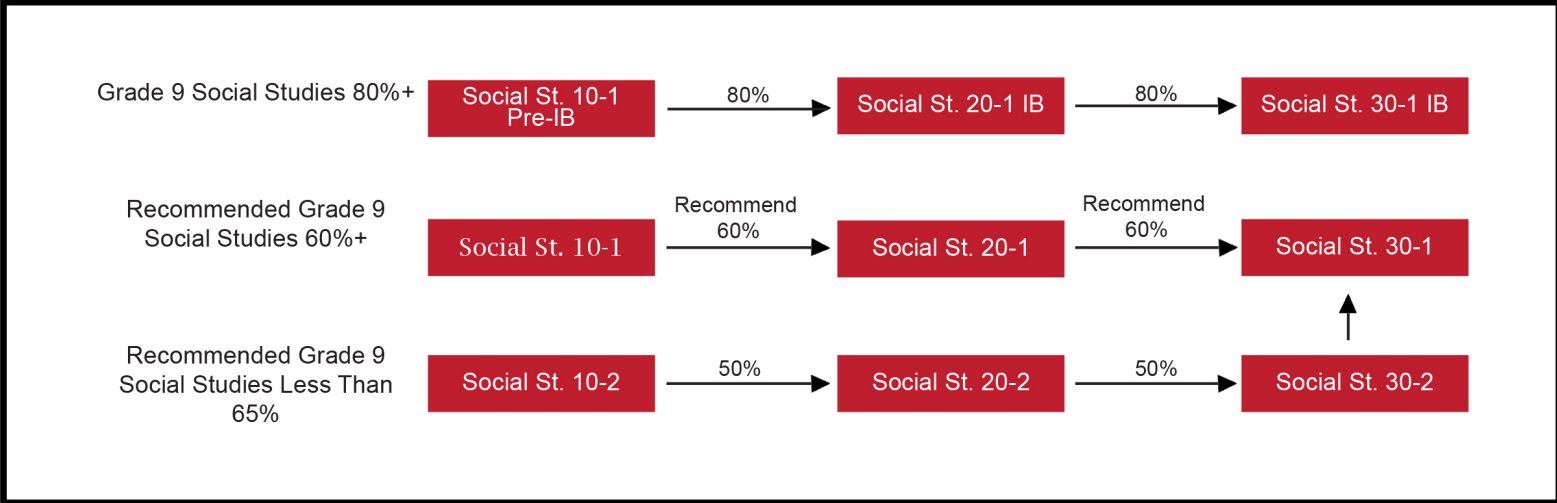 Grade 9 Social Studies 80%+
Social St. 10-1
Pre-IB
80%
Social St. 20-1 IB
80%
Social St. 30-1 IB
Recommended Grade 9
Social Studies 60%+
Social St. 10-1
Recommend
60%
Social St. 20-1
Recommend
60%
Social St. 30-1
Recommended Grade 9
Social Studies Less Than
65%
Social St. 10-2
50%
Social St. 20-2
50%
Social St. 30-2